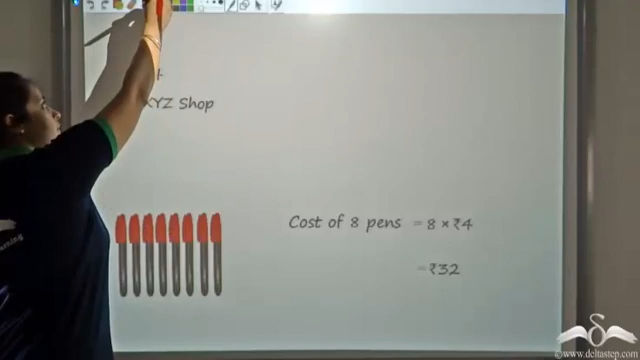 XYZ Shop
Cost of 8 pens = 8 × ₹4
= ₹32
©www.deltastep.com